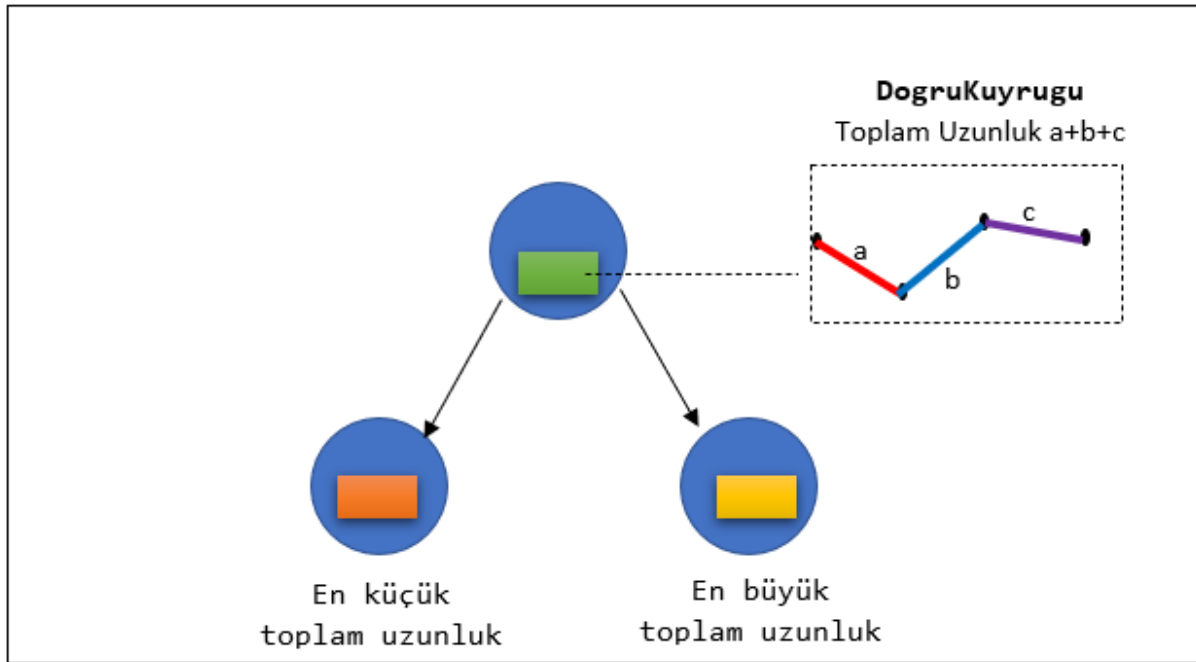 DogruKuyrugu
Toplam Uzunluk a+b+c
a
b
c
En küçük
toplam uzunluk
En büyük
toplam uzunluk